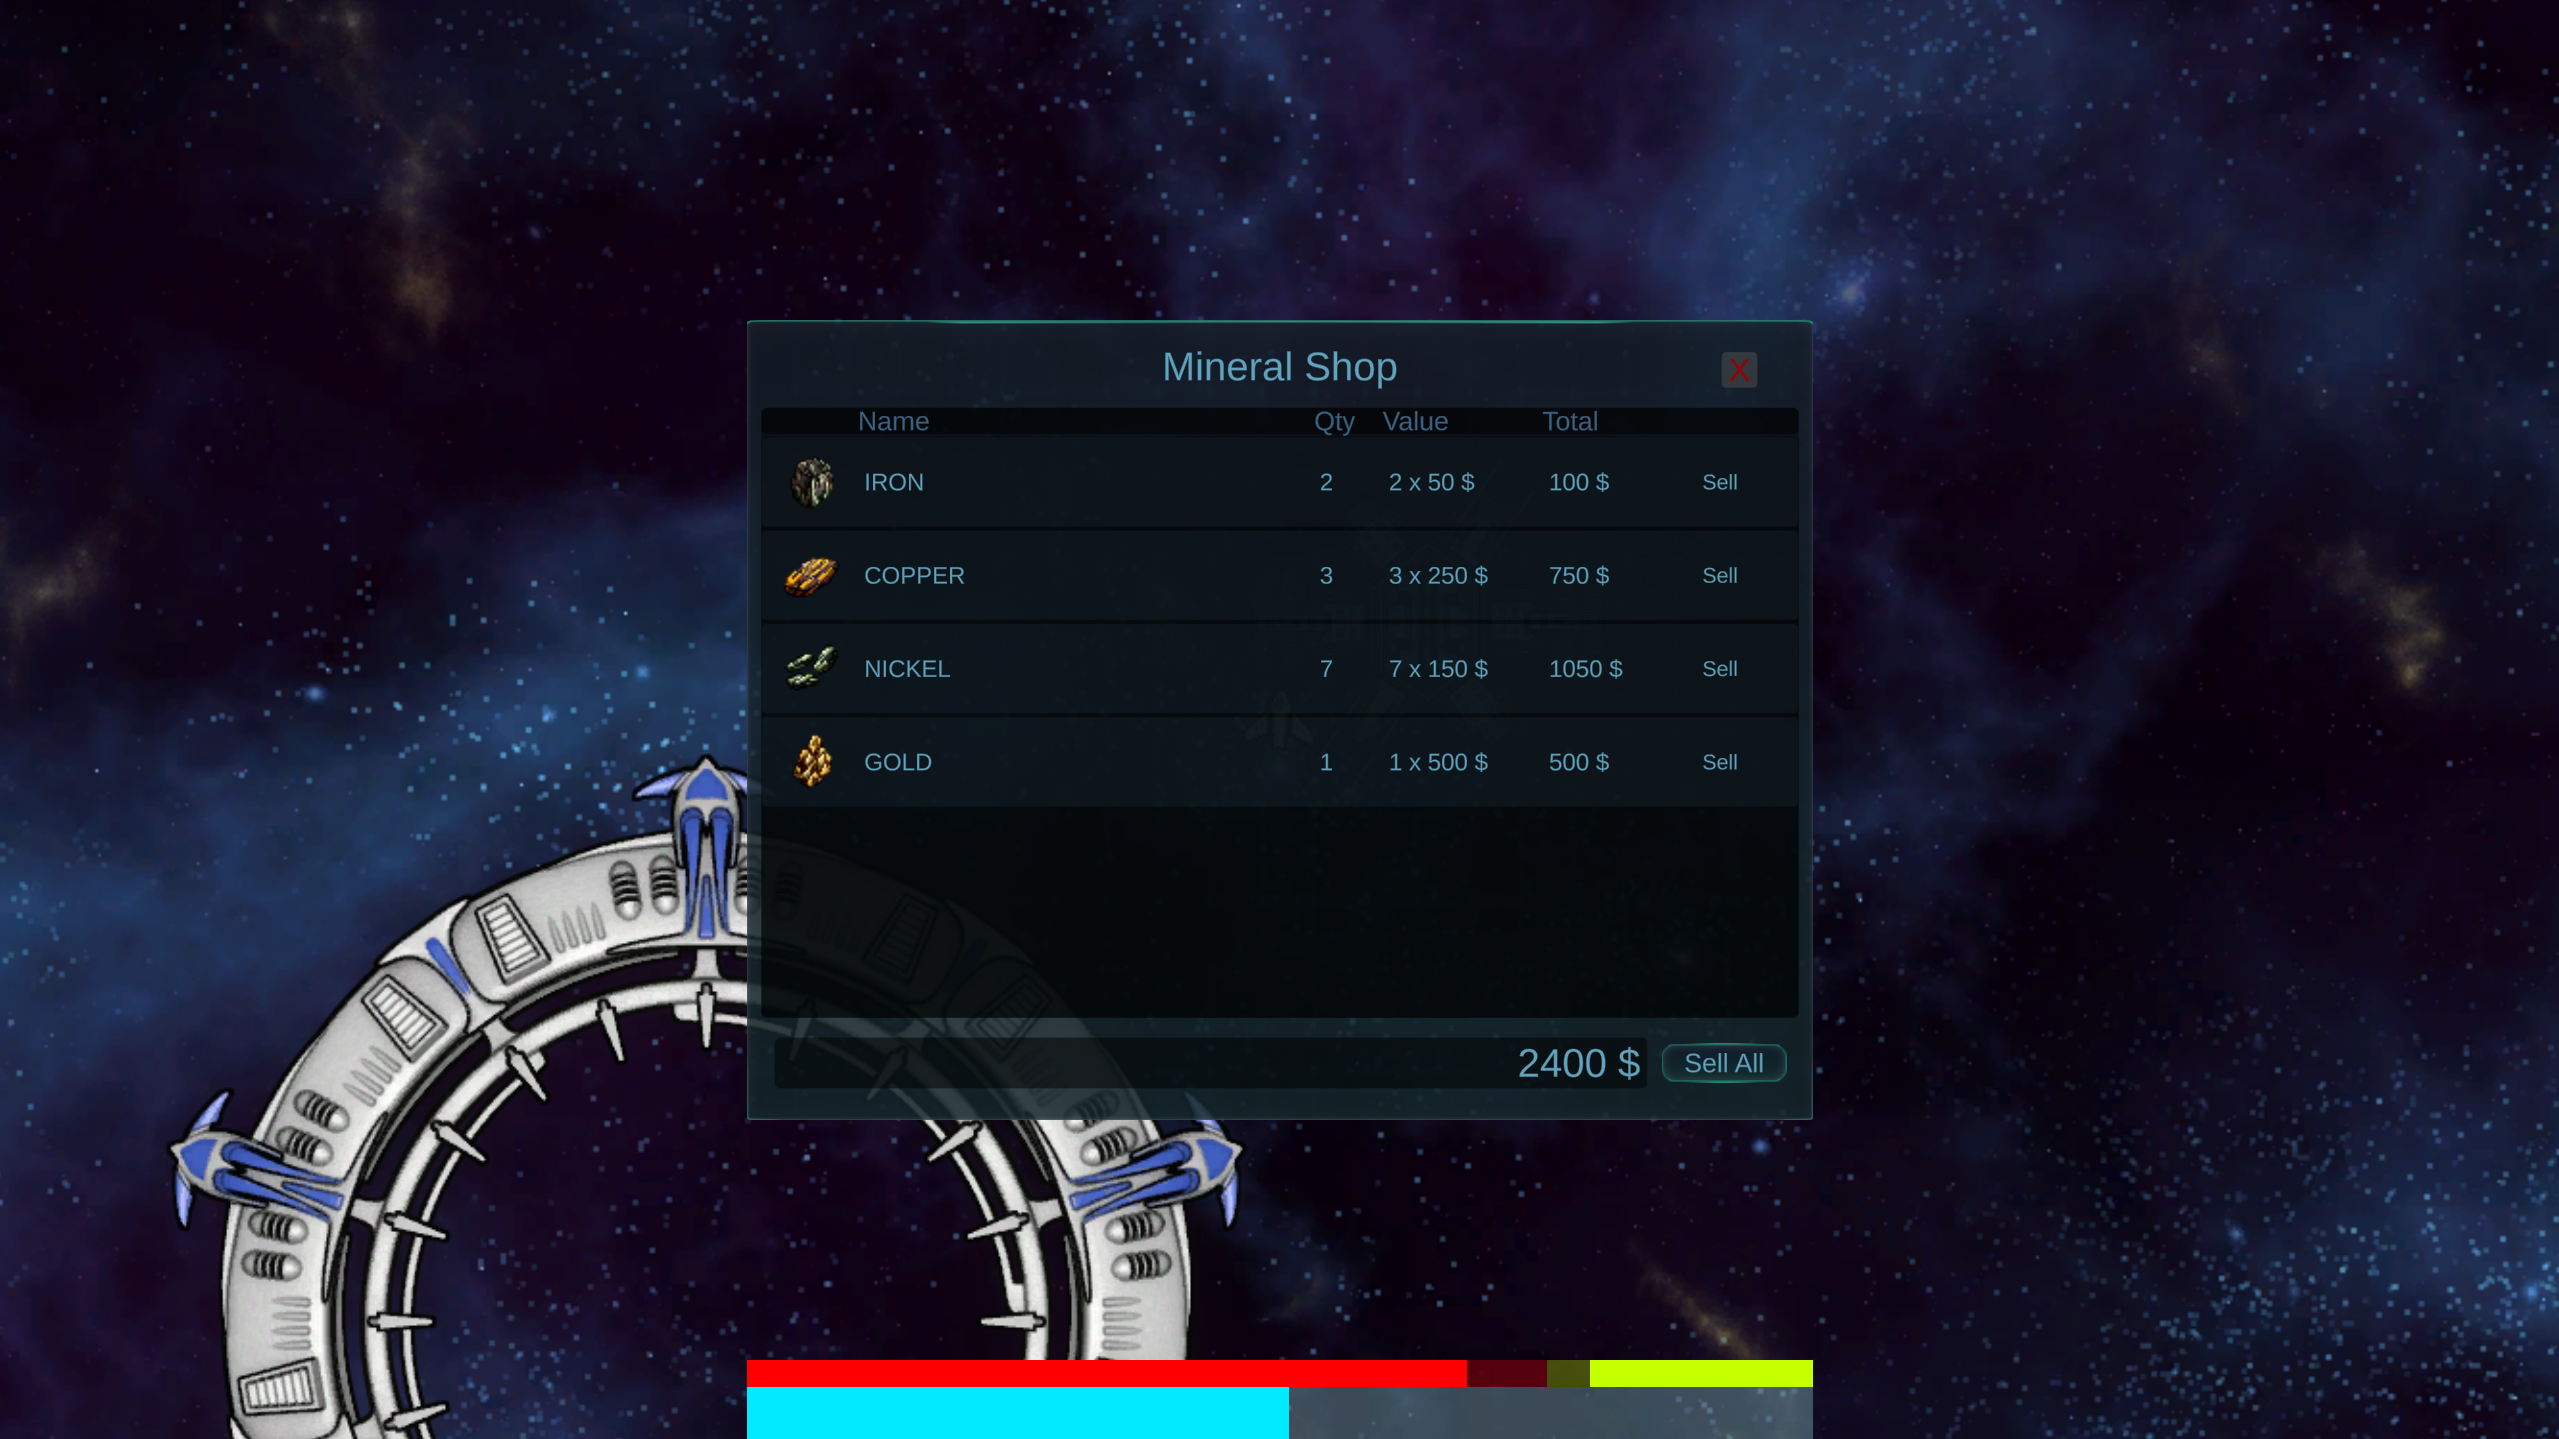 Mineral Shop
X
Name Qty Value Total
IRON 2 2 x 50 $ 100 $ Sell
COPPER 3 3 x 250 $ 750 $ Sell
NICKEL 7 7 x 150 $ 1050 $ Sell
GOLD 1 1 x 500 $ 500 $ Sell
2400 $ Sell All